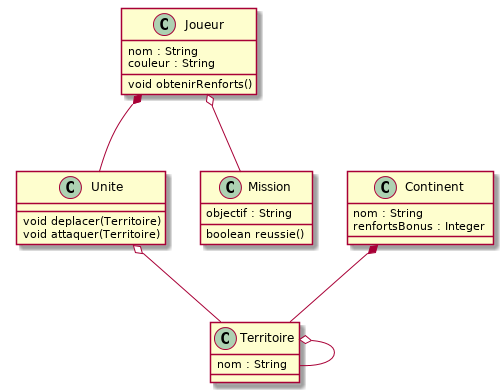 C Joueur
nom : String
couleur : String
void obtenirRenforts()
C Unite
void deplacer(Territoire)
void attaquer(Territoire)
C Mission
objectif : String
boolean reussie()
C Continent
nom : String
renfortsBonus : Integer
C Territoire
nom : String